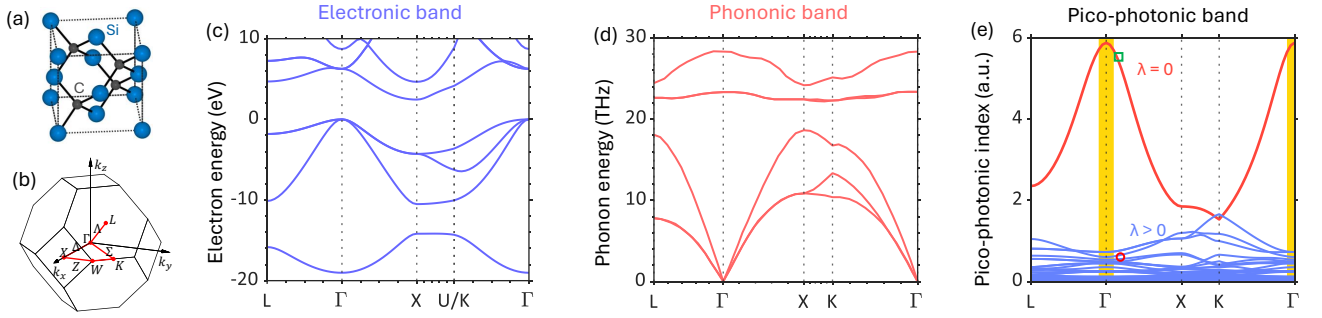 (a)
Si
C
(b)
k_z
L
Λ
Γ
Δ
Σ
X
Z
W
K
k_x
k_y
Electronic band
(c)
Electron energy (eV)
10
0
-10
-20
L Γ X U/K Γ
Phononic band
(d)
Phonon energy (THz)
30
20
10
0
L Γ X K Γ
Pico-photonic band
(e)
Pico-photonic index (a.u.)
6
4
2
0
λ = 0
λ > 0
L Γ X K Γ